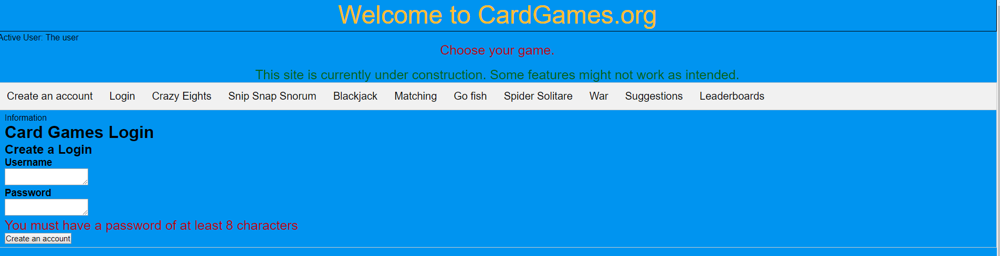 Welcome to CardGames.org
Active User: The user
Choose your game.
This site is currently under construction. Some features might not work as intended.
Create an account Login Crazy Eights Snip Snap Snorum Blackjack Matching Go fish Spider Solitare War Suggestions Leaderboards
Information
Card Games Login
Create a Login
Username
Password
You must have a password of at least 8 characters
Create an account